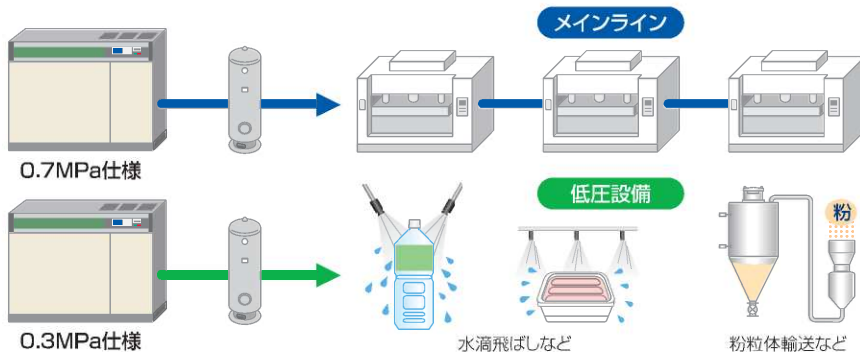 メインライン
0.7MPa仕様
低圧設備
粉
0.3MPa仕様
水滴飛ばしなど
粉粒体輸送など